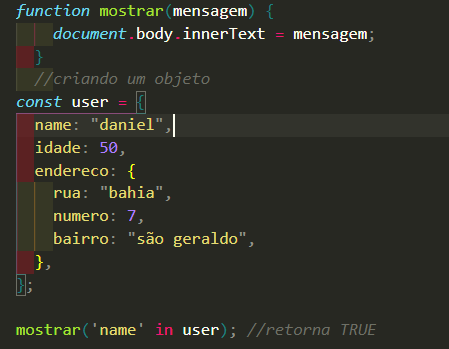 function mostrar(mensagem) {
document.body.innerText = mensagem;
}
//criando um objeto
const user = {
name: "daniel",
idade: 50,
endereco: {
rua: "bahia",
numero: 7,
bairro: "são geraldo",
},
};
mostrar('name' in user); //retorna TRUE